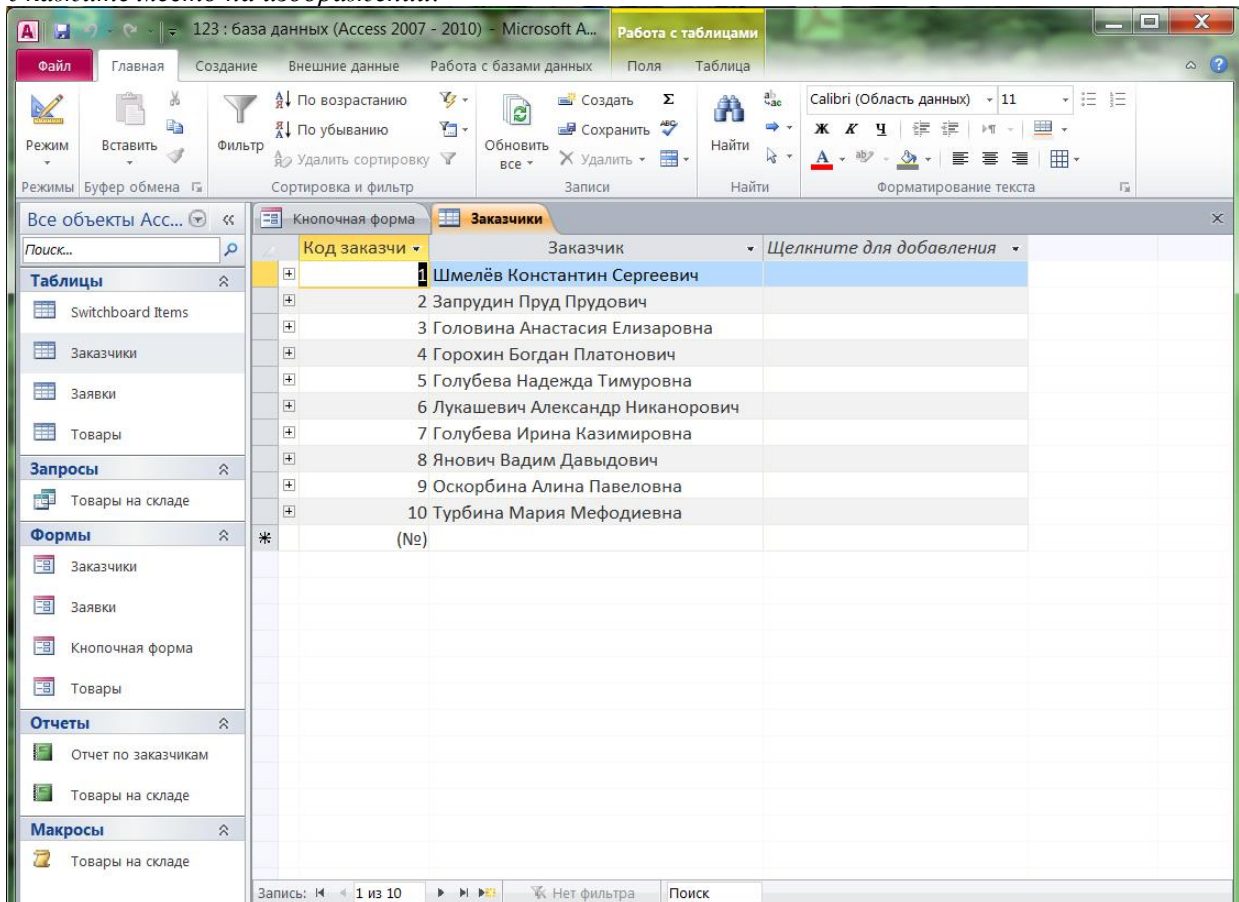 Укажите место на изображении:
123 : база данных (Access 2007 - 2010) - Microsoft A... Работа с таблицами
Файл Главная Создание Внешние данные Работа с базами данных Поля Таблица
По возрастанию Создать Σ Calibri (Область данных) 11
По убыванию Сохранить Ж К Ч
Режим Вставить Фильтр Удалить сортировку Обновить все Удалить Найти
Режимы Буфер обмена Сортировка и фильтр Записи Найти Форматирование текста
Все объекты Acc... « Кнопочная форма Заказчики
Поиск... Код заказчи Заказчик Щелкните для добавления
Таблицы
Switchboard Items
Заказчики
Заявки
Товары
Запросы
Товары на складе
Формы
Заказчики
Заявки
Кнопочная форма
Товары
Отчеты
Отчет по заказчикам
Товары на складе
Макросы
Товары на складе
1 Шмелёв Константин Сергеевич
2 Запрудин Пруд Прудович
3 Головина Анастасия Елизаровна
4 Горохин Богдан Платонович
5 Голубева Надежда Тимуровна
6 Лукашевич Александр Никанорович
7 Голубева Ирина Казимировна
8 Янович Вадим Давыдович
9 Оскорбина Алина Павеловна
10 Турбина Мария Мефодиевна
(№)
Запись: 1 из 10 Нет фильтра Поиск